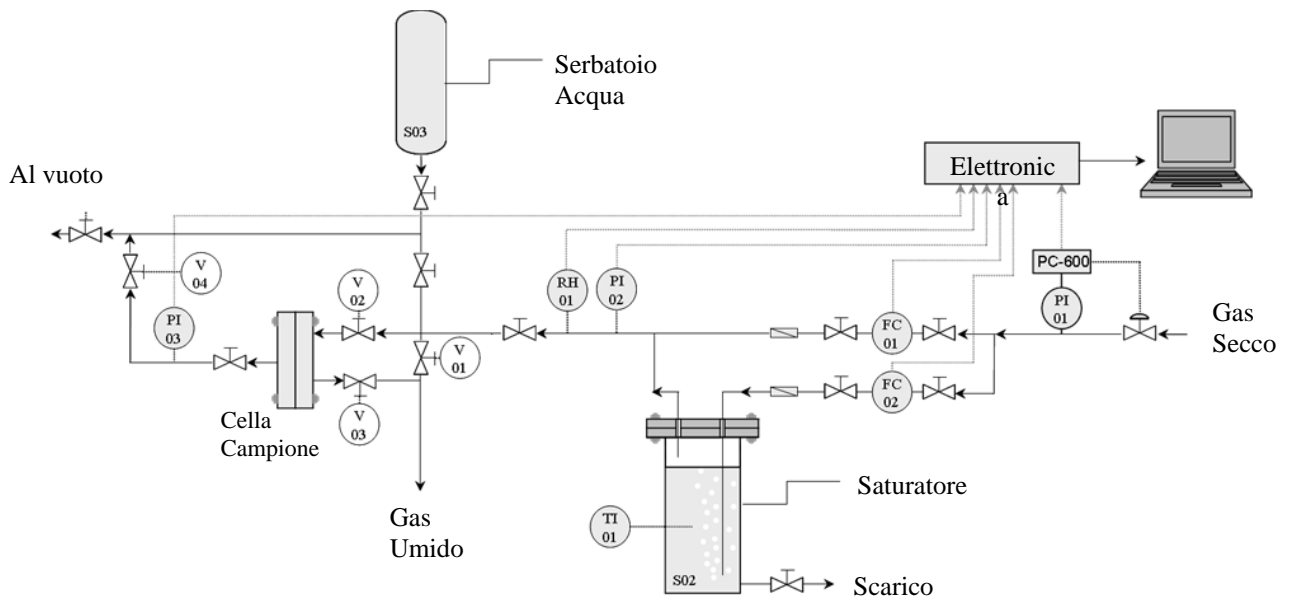 Serbatoio
Acqua
S03
Al vuoto
Elettronic
a
V
04
V
02
RH
01
PI
02
PC-600
PI
03
PI
01
Gas
Secco
FC
01
V
01
FC
02
V
03
Cella
Campione
Gas
Umido
Saturatore
TI
01
S02
Scarico